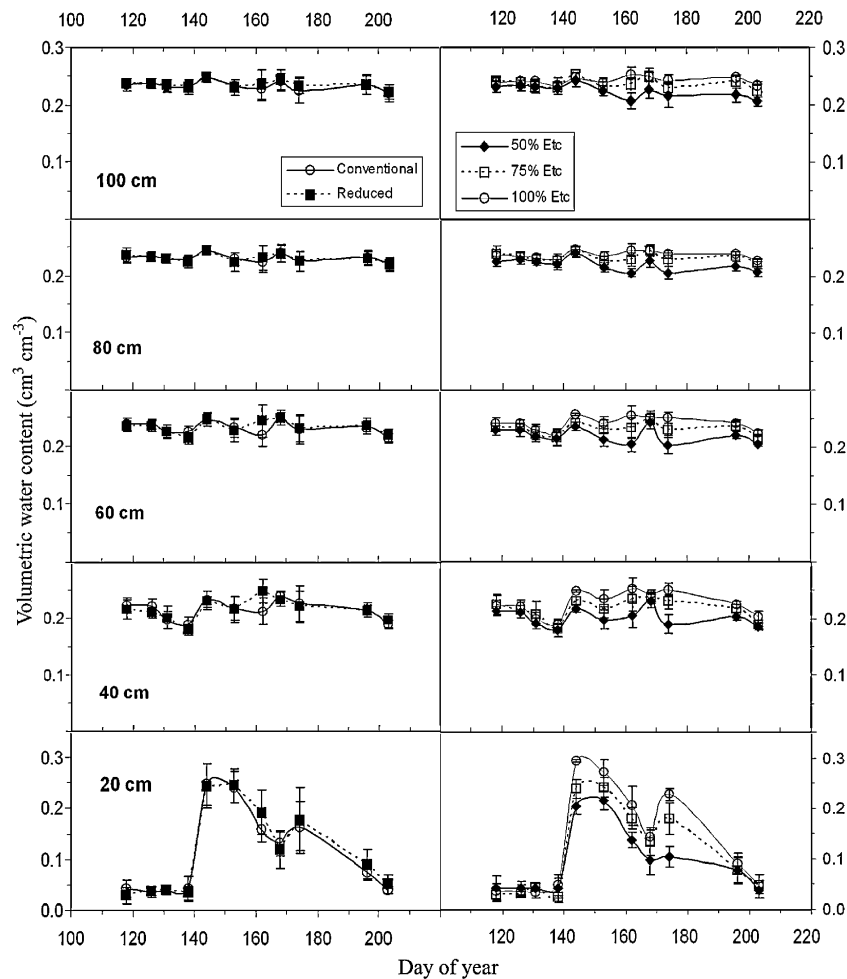 100 120 140 160 180 200 100 120 140 160 180 200 220
0.3 0.3
0.2 0.2
0.1 0.1
100 cm
Conventional
Reduced
50% Etc
75% Etc
100% Etc
0.2 0.2
0.1 0.1
80 cm
0.2 0.2
0.1 0.1
60 cm
0.2 0.2
0.1 0.1
40 cm
0.3 0.3
0.2 0.2
0.1 0.1
0.0 0.0
20 cm
100 120 140 160 180 200 100 120 140 160 180 200 220
Volumetric water content (cm³ cm⁻³)
Day of year